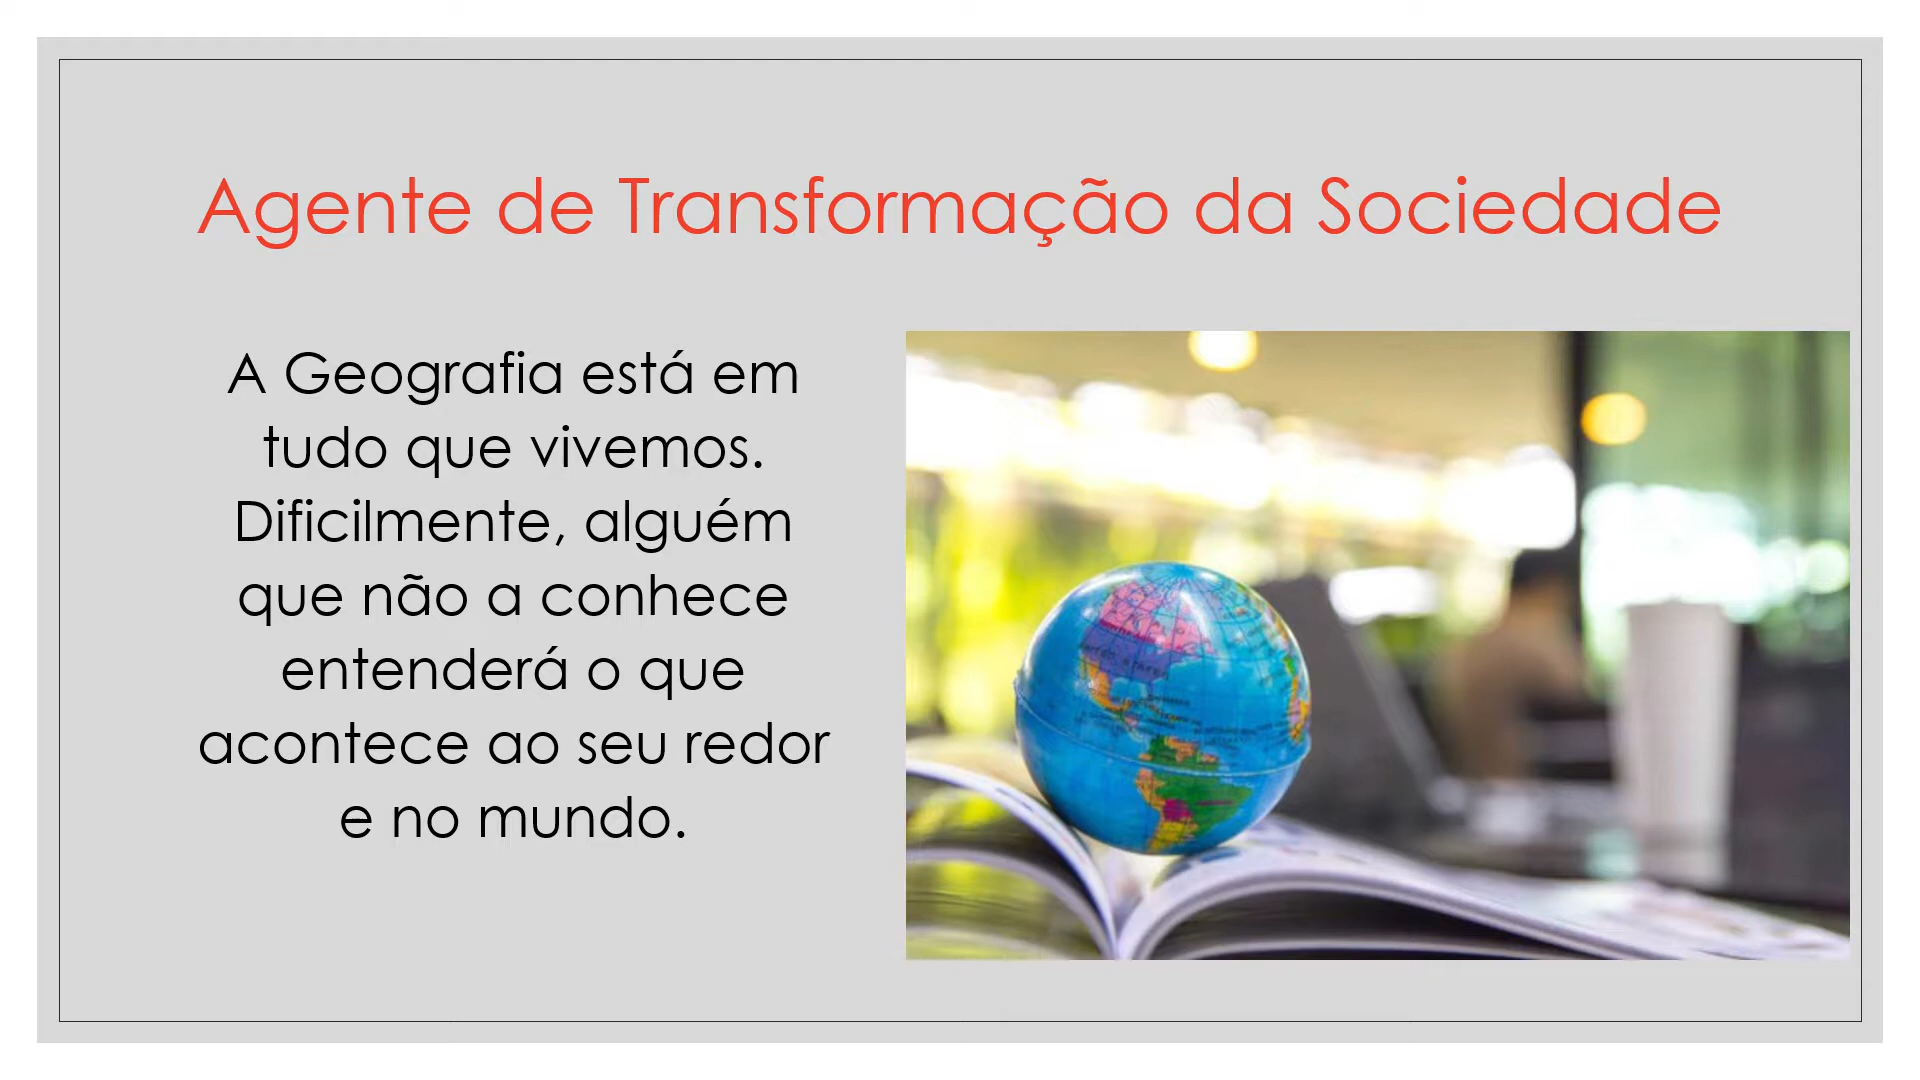 Agente de Transformação da Sociedade
A Geografia está em
tudo que vivemos.
Dificilmente, alguém
que não a conhece
entenderá o que
acontece ao seu redor
e no mundo.